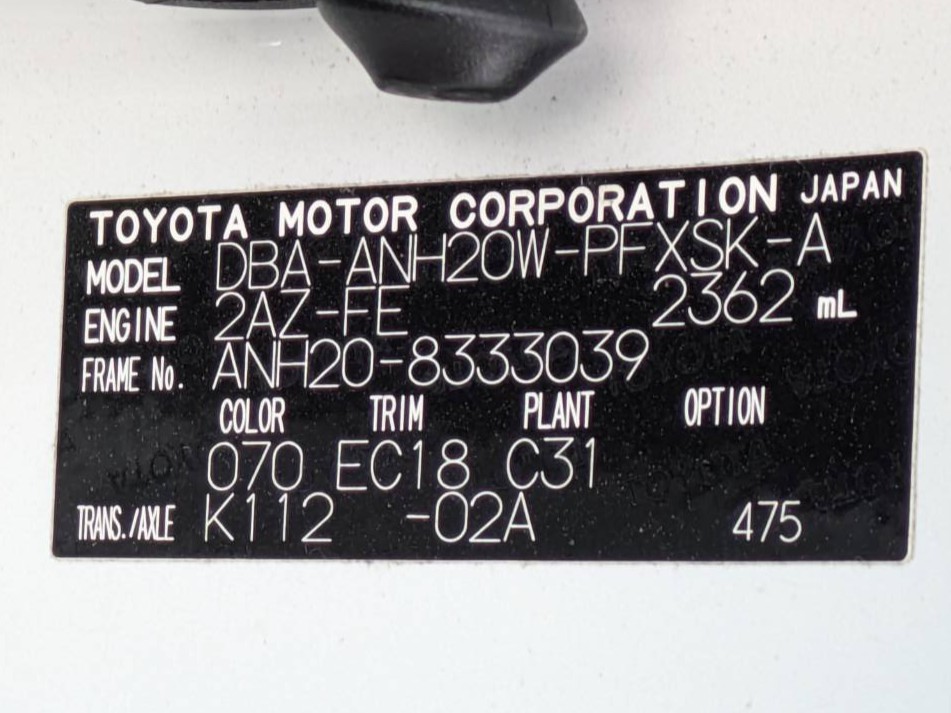 TOYOTA MOTOR CORPORATION JAPAN
MODEL DBA-ANH20W-PFXSK-A
ENGINE 2AZ-FE 2362 mL
FRAME No. ANH20-8333039
COLOR TRIM PLANT OPTION
070 EC18 C31
TRANS./AXLE K112 -02A 475